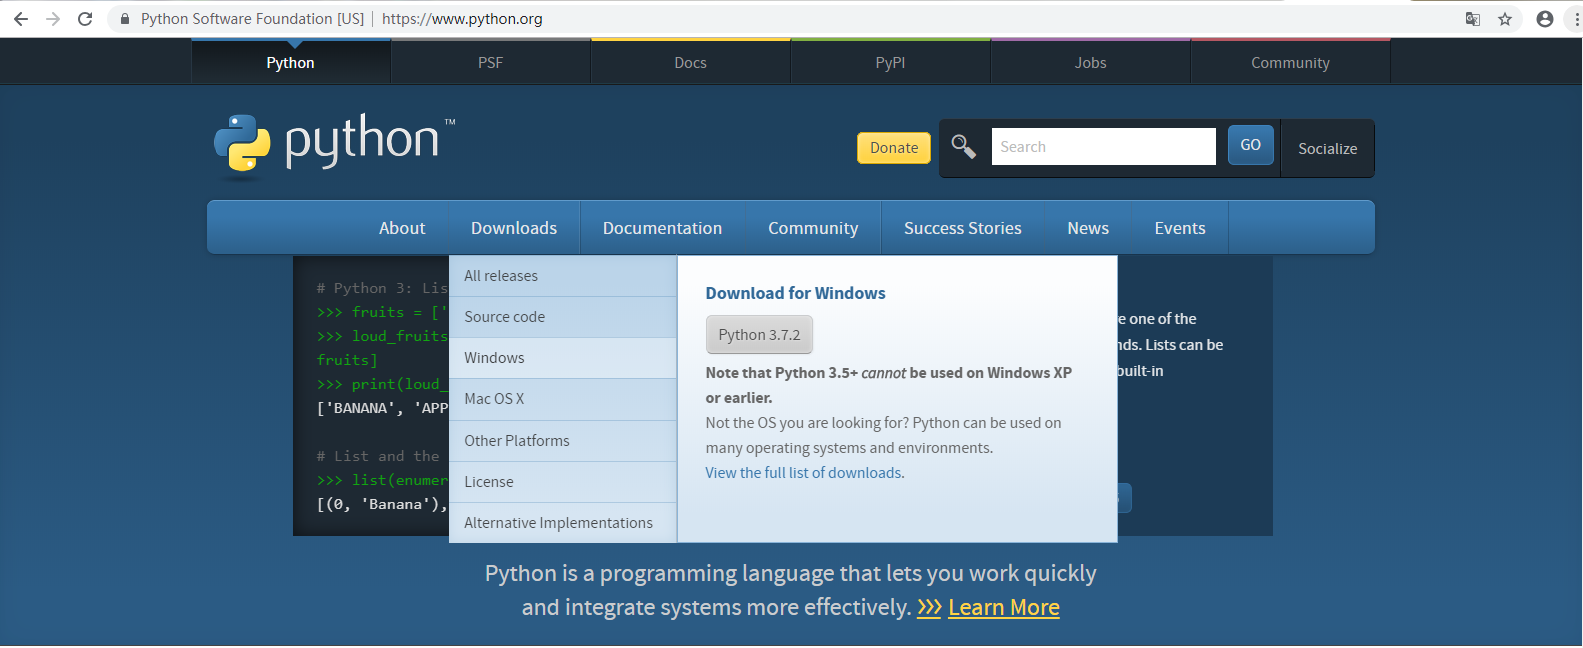 Python Software Foundation [US] | https://www.python.org
Python PSF Docs PyPI Jobs Community
python™
Donate
Search
GO
Socialize
About Downloads Documentation Community Success Stories News Events
All releases
Source code
Windows
Mac OS X
Other Platforms
License
Alternative Implementations
Download for Windows
Python 3.7.2
Note that Python 3.5+ cannot be used on Windows XP
or earlier.
Not the OS you are looking for? Python can be used on
many operating systems and environments.
View the full list of downloads.
# Python 3: Lis
>>> fruits = ['
>>> loud_fruits
fruits]
>>> print(loud_
['BANANA', 'APP
# List and the
>>> list(enumer
[(0, 'Banana'),
one of the
Lists can be
built-in
Python is a programming language that lets you work quickly
and integrate systems more effectively. >>> Learn More